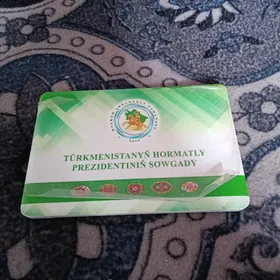 TÜRKMENISTANYŇ HORMATLY
PREZIDENTINIŇ SOWGADY